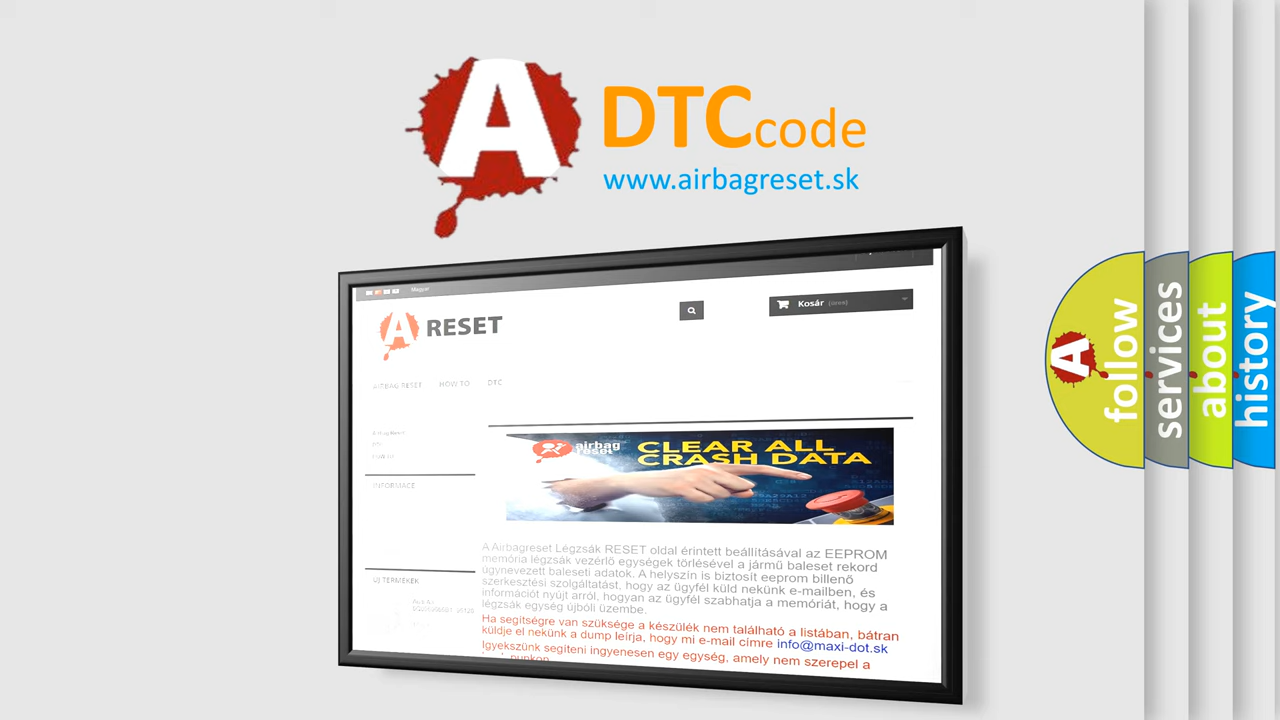 A
DTC code
www.airbagreset.sk
Magyar
A RESET
Kosár (üres)
AIRBAG RESET HOW TO DTC
INFORMACE
ÚJ TERMÉKEK
airbag
reset
CLEAR ALL
CRASH DATA
A Airbagreset Légzsák RESET oldal érintett beállításával az EEPROM
memória légzsák vezérlő egységek törlésével a jármű baleset rekord
úgynevezett baleseti adatok. A helyszín is biztosít eeprom billenő
szerkesztési szolgáltatást, hogy az ügyfél küld nekünk e-mailben, és
információt nyújt arról, hogyan az ügyfél szabhatja a memóriát, hogy a
légzsák egység újbóli üzembe.
Ha segítségre van szüksége a készülék nem található a listában, bátran
küldje el nekünk a dump leírja, hogy mi e-mail címre info@maxi-dot.sk
Igyekszünk segíteni ingyenesen egy egység, amely nem szerepel a
A
follow
services
about
history